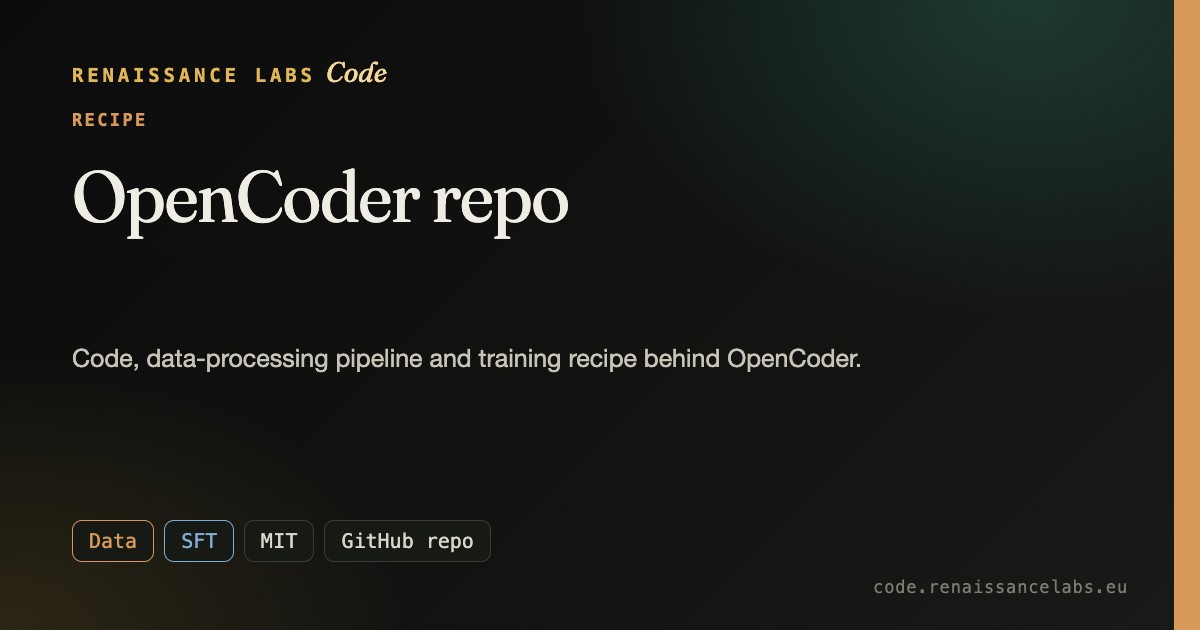 RENAISSANCE LABS Code
RECIPE
OpenCoder repo
Code, data-processing pipeline and training recipe behind OpenCoder.
Data SFT MIT GitHub repo
code.renaissancelabs.eu